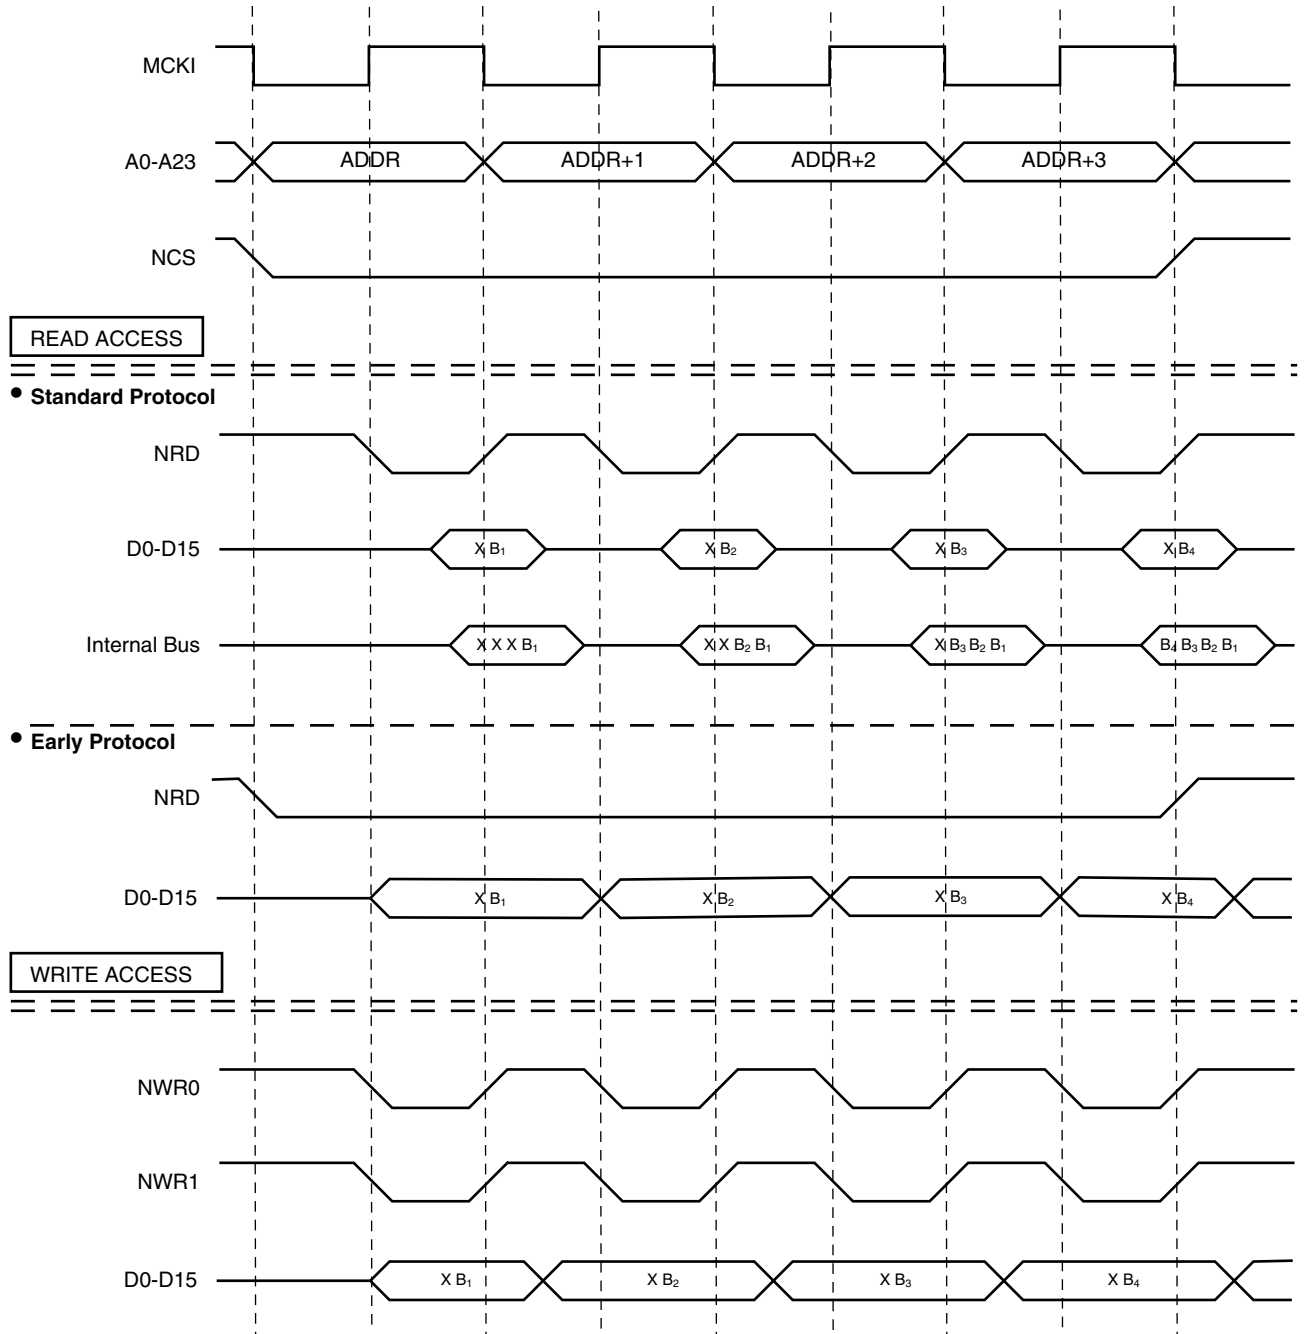 MCKI
A0-A23 ADDR ADDR+1 ADDR+2 ADDR+3
NCS
READ ACCESS
• Standard Protocol
NRD
D0-D15 X B₁ X B₂ X B₃ X B₄
Internal Bus X X X B₁ X X B₂ B₁ X B₃ B₂ B₁ B₄ B₃ B₂ B₁
• Early Protocol
NRD
D0-D15 X B₁ X B₂ X B₃ X B₄
WRITE ACCESS
NWR0
NWR1
D0-D15 X B₁ X B₂ X B₃ X B₄